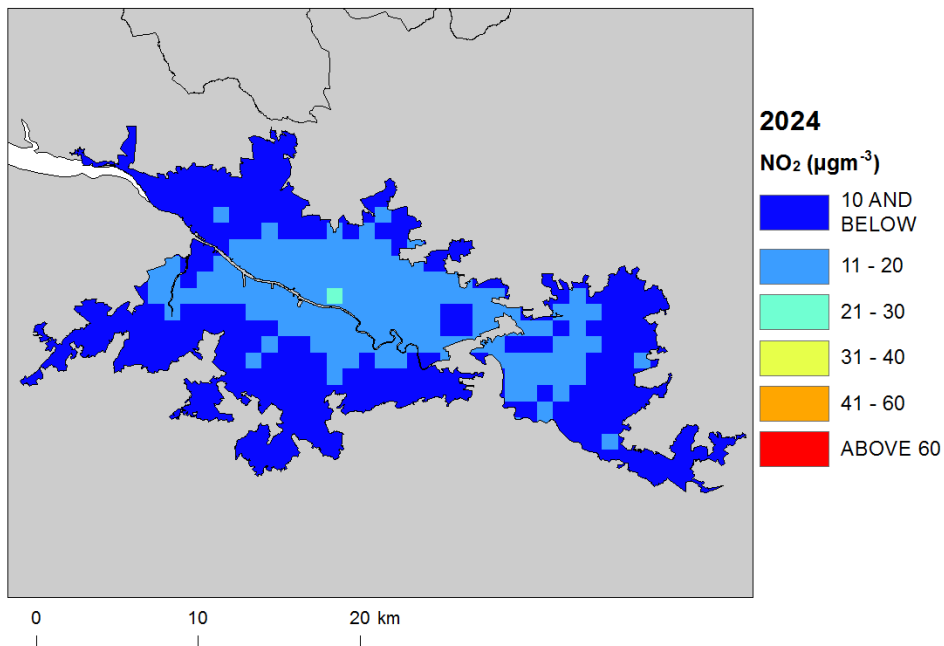 2024
NO₂ (µgm⁻³)
10 AND
BELOW
11 - 20
21 - 30
31 - 40
41 - 60
ABOVE 60
0 10 20 km